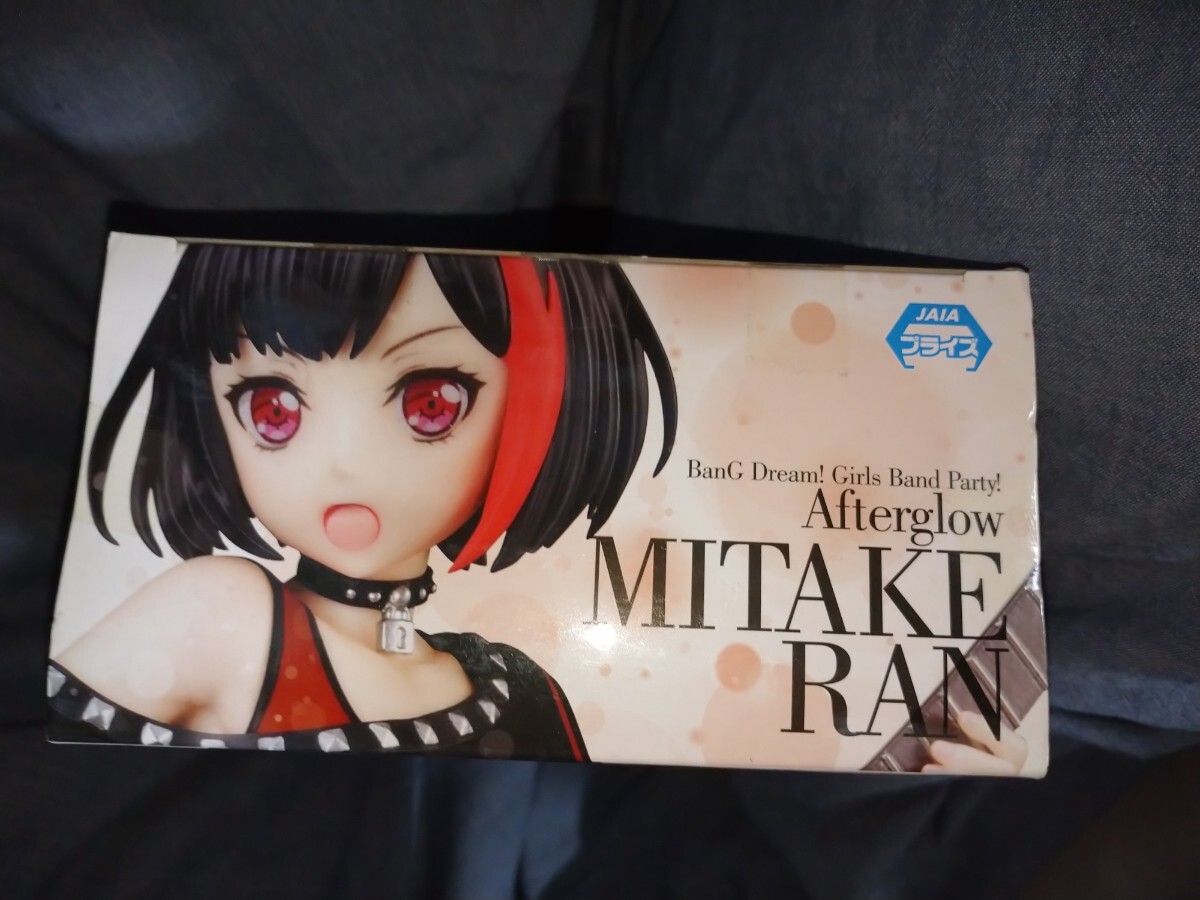 JAIA
プライズ
BanG Dream! Girls Band Party!
Afterglow
MITAKE
RAN